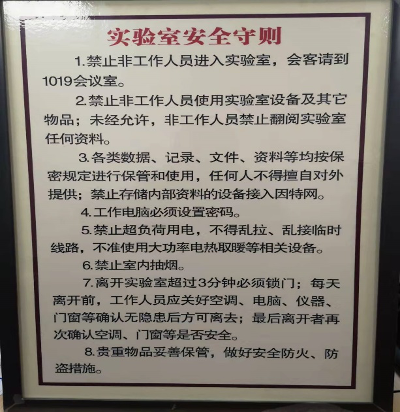 实验室安全守则
1.禁止非工作人员进入实验室，会客请到
1019会议室。
2.禁止非工作人员使用实验室设备及其它
物品；未经允许，非工作人员禁止翻阅实验室
任何资料。
3.各类数据、记录、文件、资料等均按保
密规定进行保管和使用，任何人不得擅自对外
提供；禁止存储内部资料的设备接入因特网。
4.工作电脑必须设置密码。
5.禁止超负荷用电，不得乱拉、乱接临时
线路，不准使用大功率电热取暖等相关设备。
6.禁止室内抽烟。
7.离开实验室超过3分钟必须锁门；每天
离开前，工作人员应关好空调、电脑、仪器、
门窗等确认无隐患后方可离去；最后离开者再
次确认空调、门窗等是否安全。
8.贵重物品妥善保管，做好安全防火、防
盗措施。